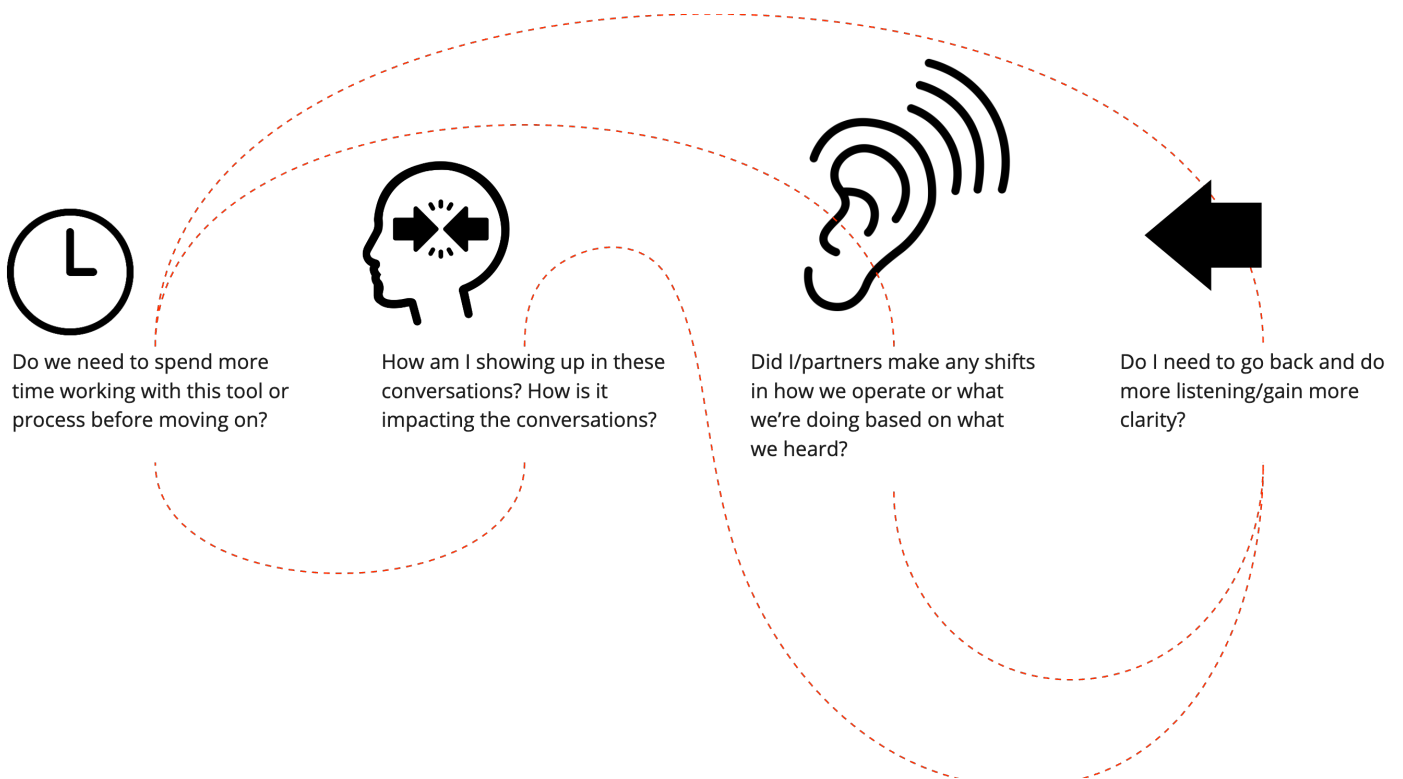 Do we need to spend more
time working with this tool or
process before moving on?
How am I showing up in these
conversations? How is it
impacting the conversations?
Did I/partners make any shifts
in how we operate or what
we’re doing based on what
we heard?
Do I need to go back and do
more listening/gain more
clarity?